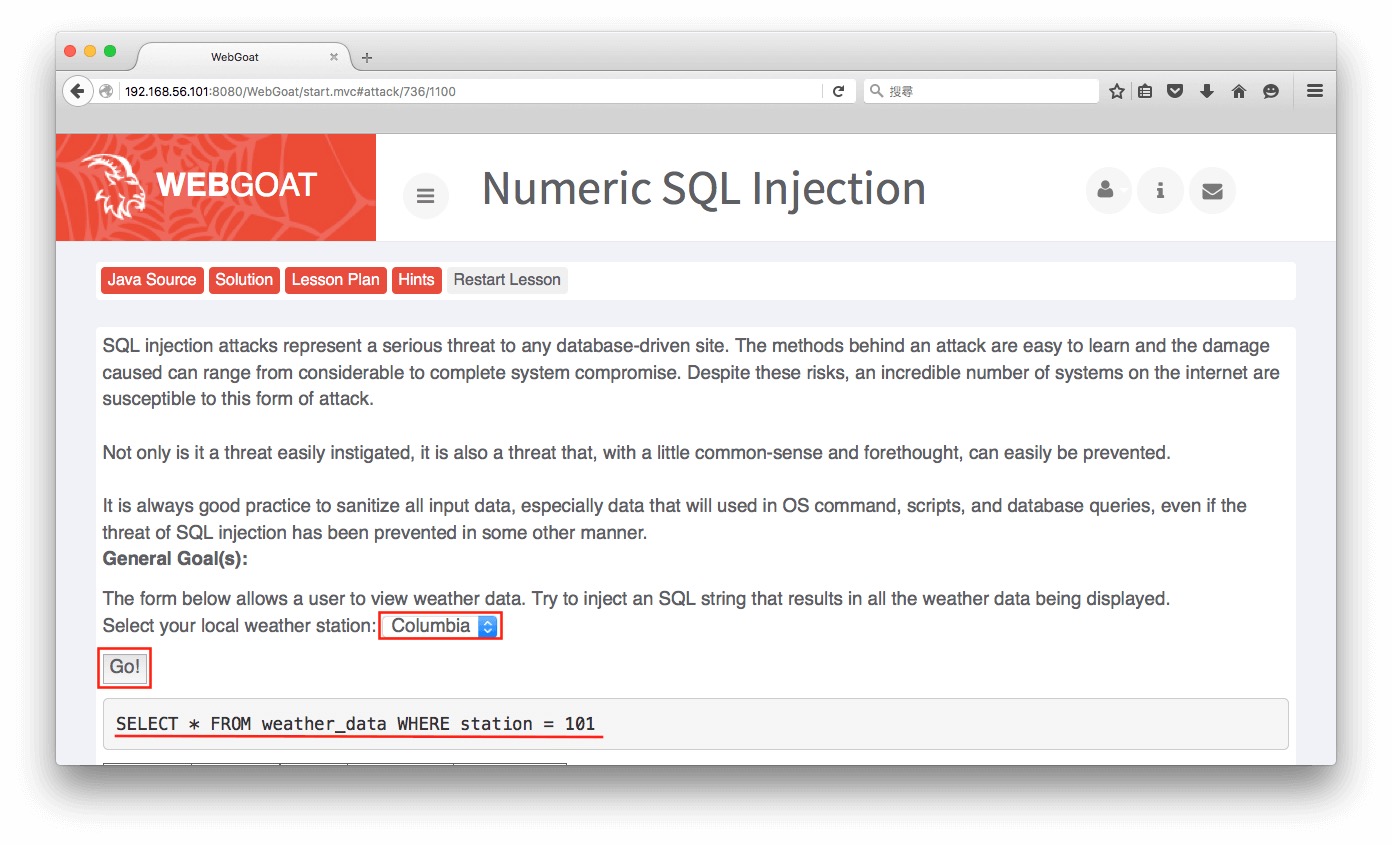 WebGoat
192.168.56.101:8080/WebGoat/start.mvc#attack/736/1100
搜尋
WEBGOAT
Numeric SQL Injection
Java Source Solution Lesson Plan Hints Restart Lesson
SQL injection attacks represent a serious threat to any database-driven site. The methods behind an attack are easy to learn and the damage
caused can range from considerable to complete system compromise. Despite these risks, an incredible number of systems on the internet are
susceptible to this form of attack.
Not only is it a threat easily instigated, it is also a threat that, with a little common-sense and forethought, can easily be prevented.
It is always good practice to sanitize all input data, especially data that will used in OS command, scripts, and database queries, even if the
threat of SQL injection has been prevented in some other manner.
General Goal(s):
The form below allows a user to view weather data. Try to inject an SQL string that results in all the weather data being displayed.
Select your local weather station: Columbia
Go!
SELECT * FROM weather_data WHERE station = 101